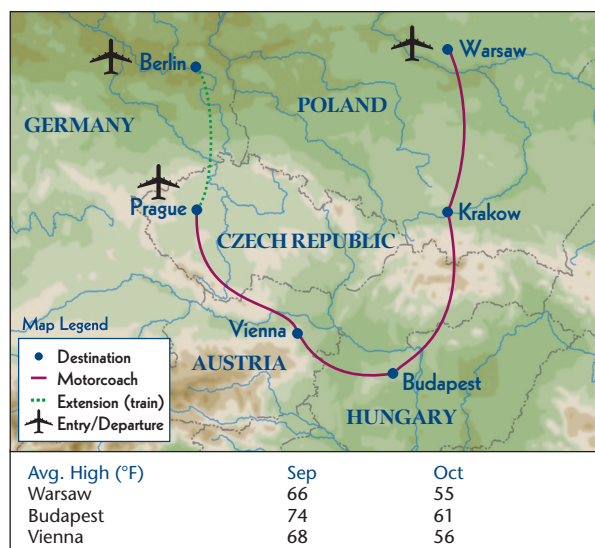 Berlin
Warsaw
POLAND
GERMANY
Prague
Krakow
CZECH REPUBLIC
Map Legend
Destination
Motorcoach
Extension (train)
Entry/Departure
Vienna
AUSTRIA
Budapest
HUNGARY
Avg. High (°F) Sep Oct
Warsaw 66 55
Budapest 74 61
Vienna 68 56